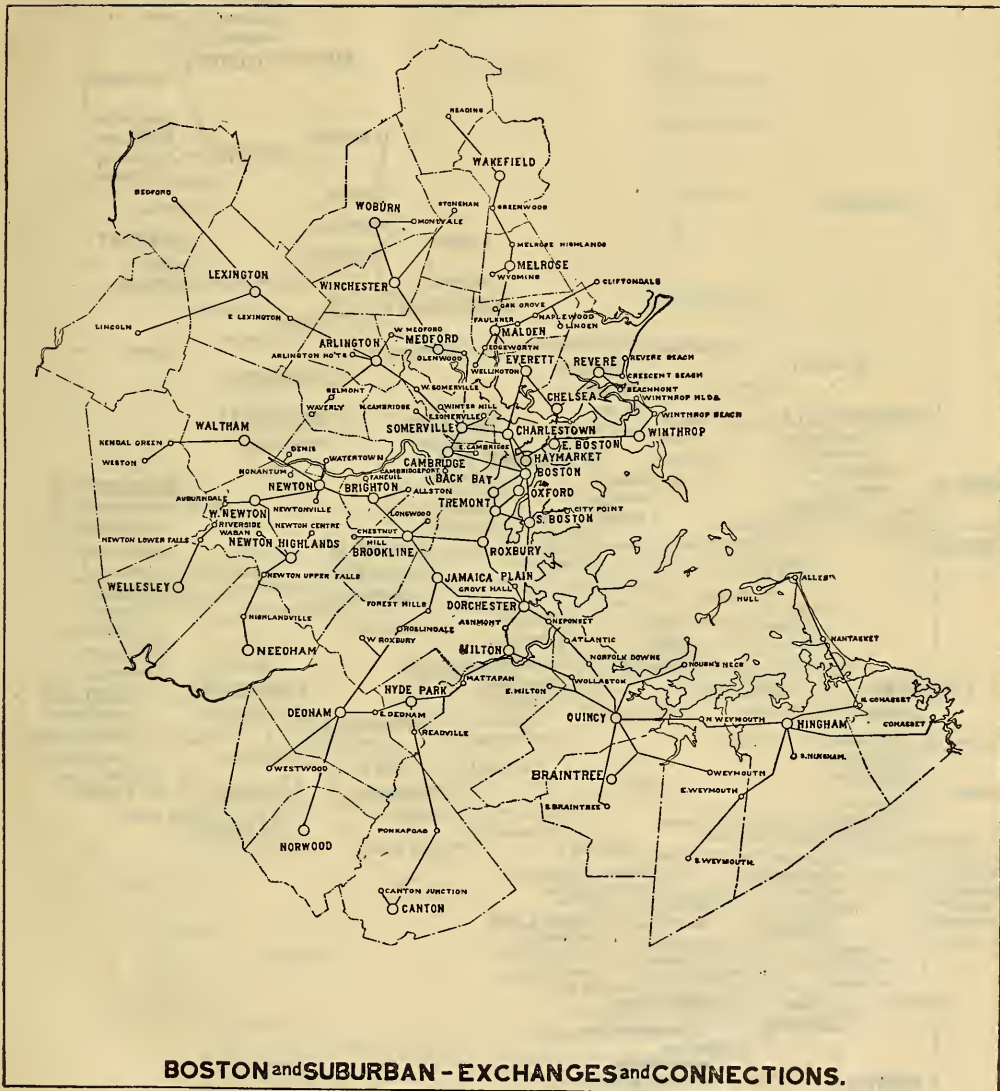 READING
WAKEFIELD
BEDFORD
STONEHAM
GREENWOOD
WOBURN
MONTVALE
MELROSE HIGHLANDS
MELROSE
WYOMING
LEXINGTON
WINCHESTER
CLIFTONDALE
OAK GROVE
E. LEXINGTON
MAPLEWOOD
FAULKNER
LINDEN
LINCOLN
W. MEDFORD
MALDEN
ARLINGTON
MEDFORD
EDGEWORTH
ARLINGTON HG'TS
GLENWOOD
EVERETT
REVERE
REVERE BEACH
WELLINGTON
CRESCENT BEACH
BELMONT
W. SOMERVILLE
BEACHMONT
CHELSEA
WINTHROP HLDS.
WAVERLY
N. CAMBRIDGE
WINTER HILL
E. SOMERVILLE
WINTHROP BEACH
WALTHAM
SOMERVILLE
CHARLESTOWN
WINTHROP
KENDAL GREEN
E. BOSTON
BEMIS
E. CAMBRIDGE
HAYMARKET
WESTON
WATERTOWN
CAMBRIDGE
BOSTON
NONANTUM
CAMBRIDGEPORT
BACK BAY
FANEUIL
NEWTON
BRIGHTON
ALLSTON
OXFORD
AUBURNDALE
TREMONT
W. NEWTON
NEWTONVILLE
LONGWOOD
CITY POINT
RIVERSIDE
NEWTON CENTRE
S. BOSTON
WABAN
CHESTNUT
HILL
NEWTON LOWER FALLS
NEWTON HIGHLANDS
BROOKLINE
ROXBURY
NEWTON UPPER FALLS
JAMAICA PLAIN
WELLESLEY
GROVE HALL
ALLERTON
HULL
FOREST HILLS
DORCHESTER
HIGHLANDVILLE
NEPONSET
ROSLINDALE
ASHMONT
W. ROXBURY
ATLANTIC
NANTASKET
NEEDHAM
MILTON
NORFOLK DOWNS
HOUGH'S NECK
WOLLASTON
MATTAPAN
E. MILTON
HYDE PARK
N. COHASSET
DEDHAM
E. DEDHAM
QUINCY
N. WEYMOUTH
HINGHAM
COHASSET
READVILLE
S. HINGHAM.
WESTWOOD
BRAINTREE
WEYMOUTH
E. WEYMOUTH
S. BRAINTREE
PONKAPOAG
NORWOOD
S. WEYMOUTH.
CANTON JUNCTION
CANTON
BOSTON and SUBURBAN - EXCHANGES and CONNECTIONS.